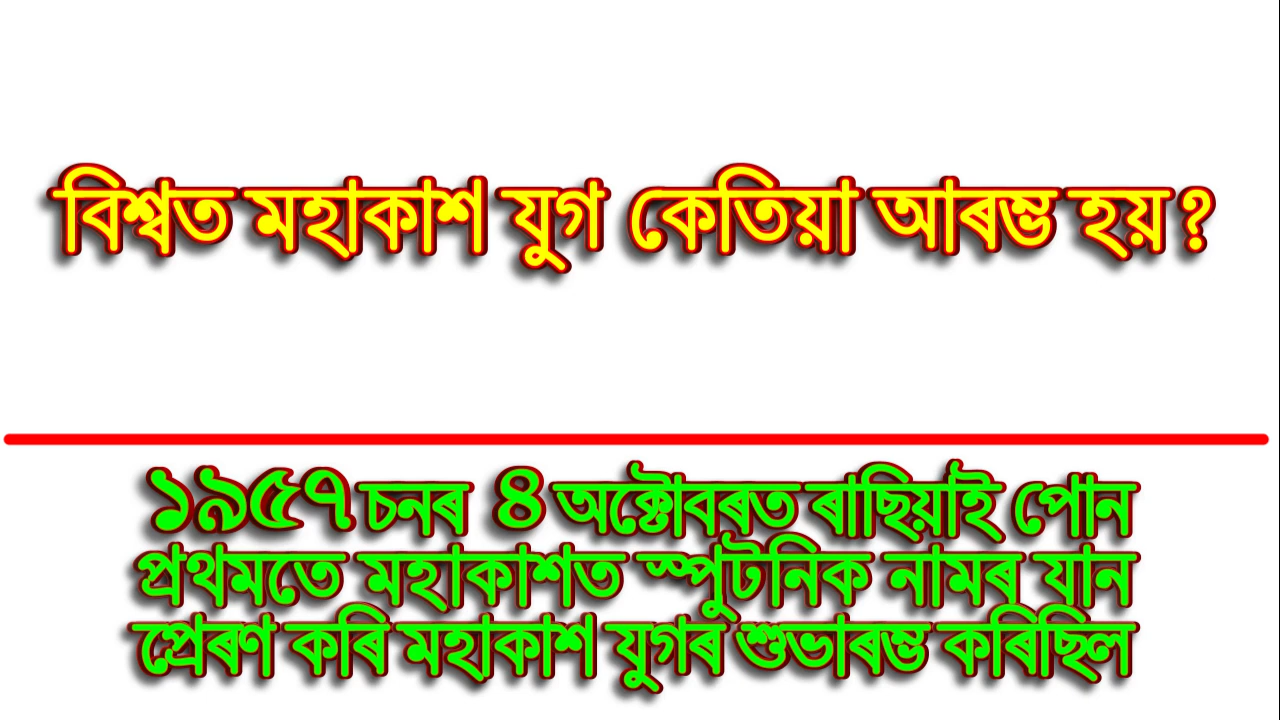 বিশ্বত মহাকাশ যুগ কেতিয়া আৰম্ভ হয়?
১৯৫৭ চনৰ ৪ অক্টোবৰত ৰাছিয়াই পোন
প্ৰথমতে মহাকাশত স্পুটনিক নামৰ যান
প্ৰেৰণ কৰি মহাকাশ যুগৰ শুভাৰম্ভ কৰিছিল